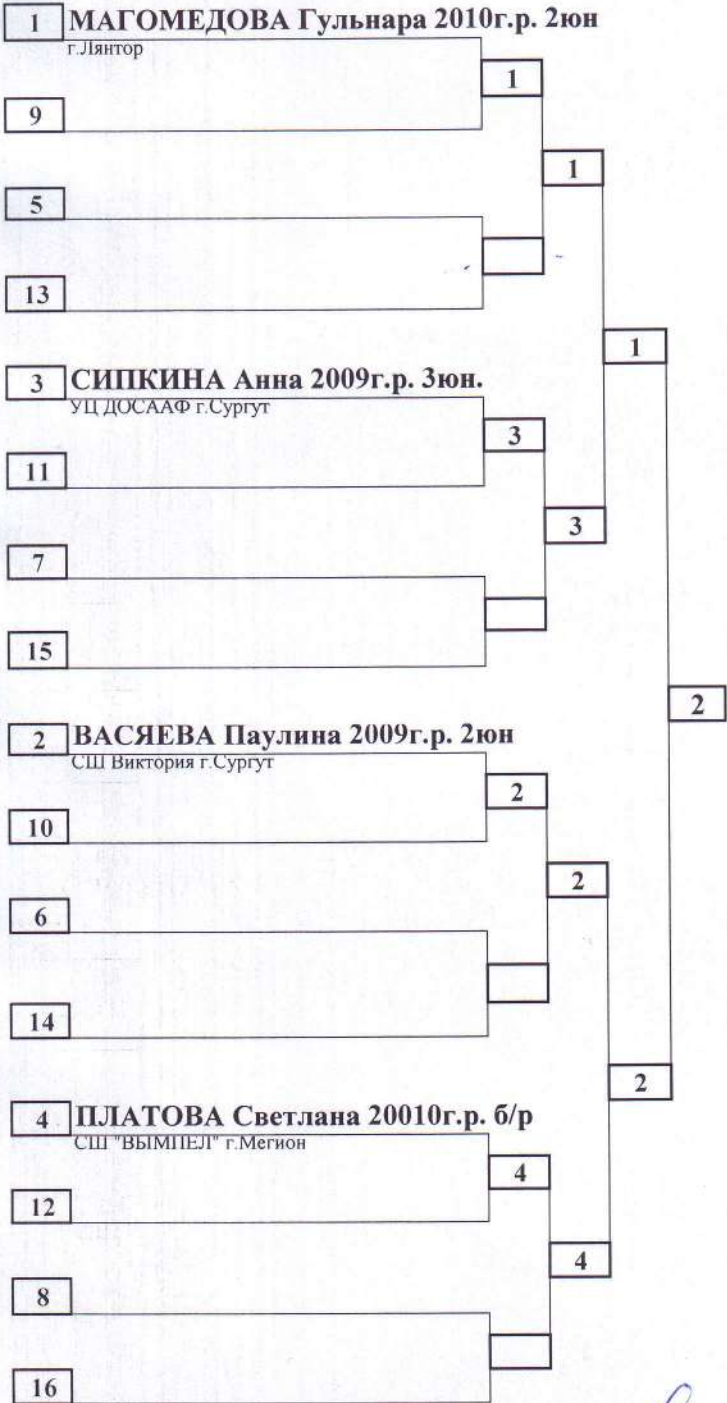 1 МАГОМЕДОВА Гульнара 2010г.р. 2юн
г.Лянтор
1
9
1
5
13
1
3 СИПКИНА Анна 2009г.р. 3юн.
УЦ ДОСААФ г.Сургут
3
11
3
7
15
2
2 ВАСЯЕВА Паулина 2009г.р. 2юн
СШ Виктория г.Сургут
2
10
2
6
14
2
4 ПЛАТОВА Светлана 20010г.р. б/р
СШ "ВЫМПЕЛ" г.Мегион
4
12
4
8
16